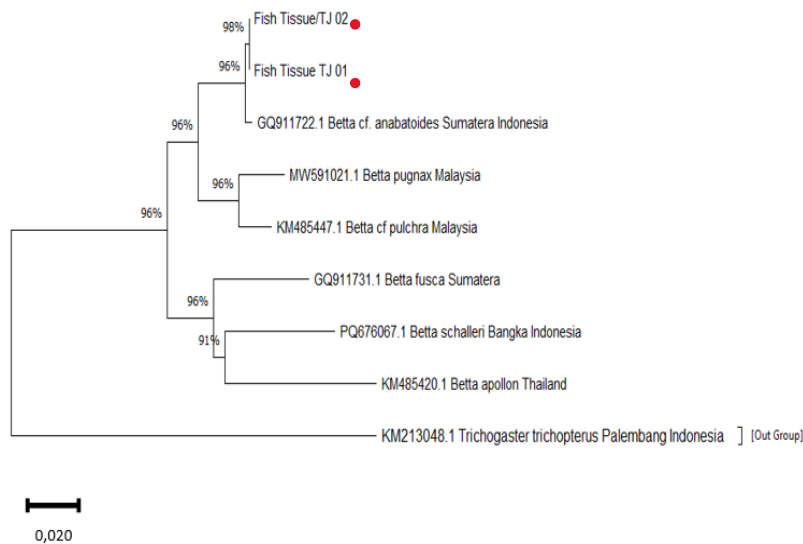 98%
Fish Tissue/TJ 02
96%
Fish Tissue TJ 01
GQ911722.1 Betta cf. anabatoides Sumatera Indonesia
96%
96%
MW591021.1 Betta pugnax Malaysia
96%
KM485447.1 Betta cf pulchra Malaysia
GQ911731.1 Betta fusca Sumatera
96%
91%
PQ676067.1 Betta schalleri Bangka Indonesia
KM485420.1 Betta apollon Thailand
KM213048.1 Trichogaster trichopterus Palembang Indonesia
[Out Group]
0,020